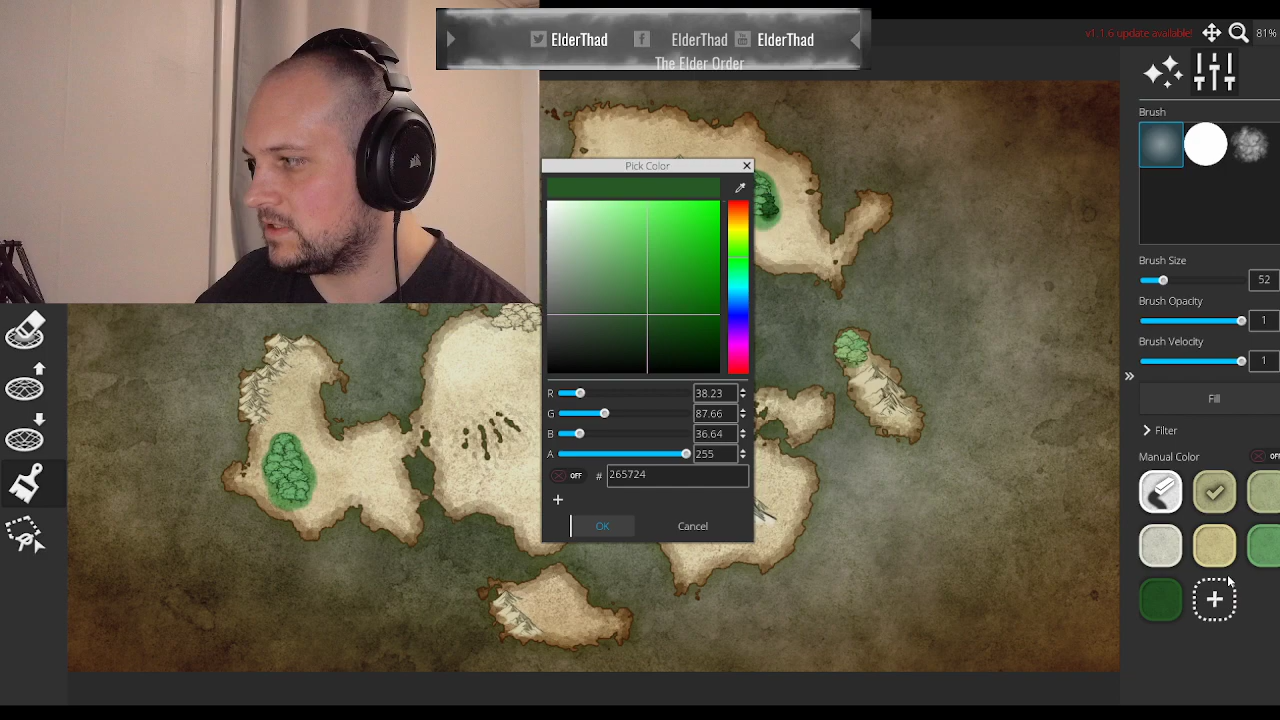 ElderThad ElderThad ElderThad
The Elder Order
v1.1.6 update available!
81%
Brush
Pick Color
Brush Size
52
Brush Opacity
1
Brush Velocity
1
Fill
Filter
Manual Color
OFF
R 38.23
G 87.66
B 36.64
A 255
OFF # 265724
OK Cancel